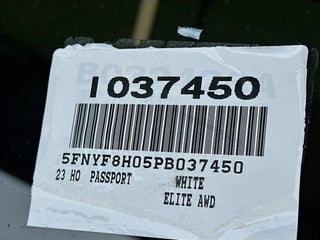 1037450
5FNYF8H05PB037450
23 HO PASSPORT WHITE
ELITE AWD